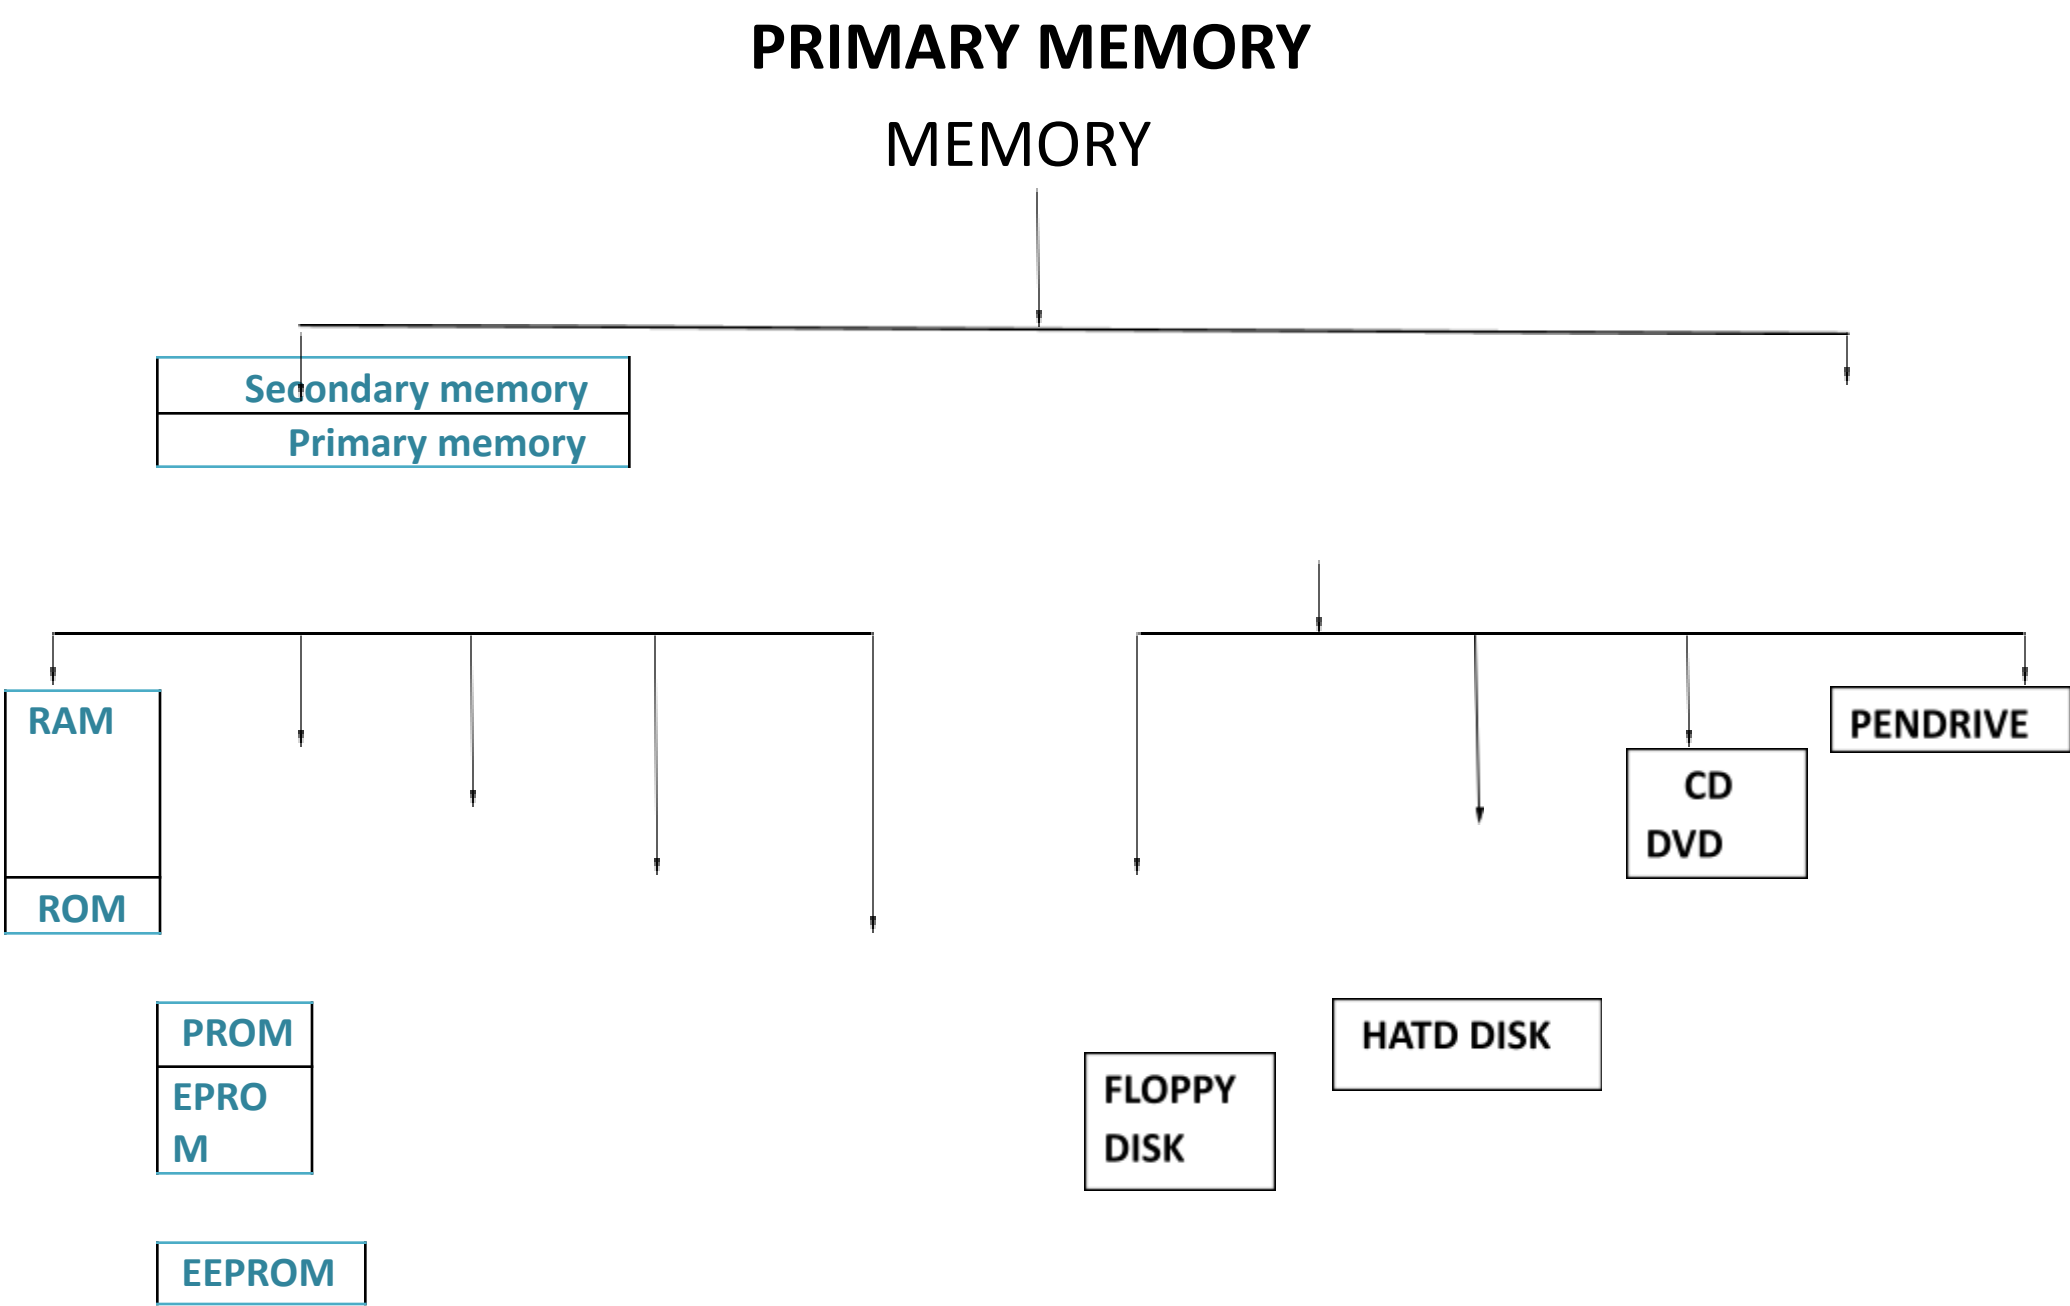 PRIMARY MEMORY
MEMORY
Secondary memory
Primary memory
RAM
PENDRIVE
CD
DVD
ROM
PROM
HATD DISK
EPRO
M
FLOPPY
DISK
EEPROM